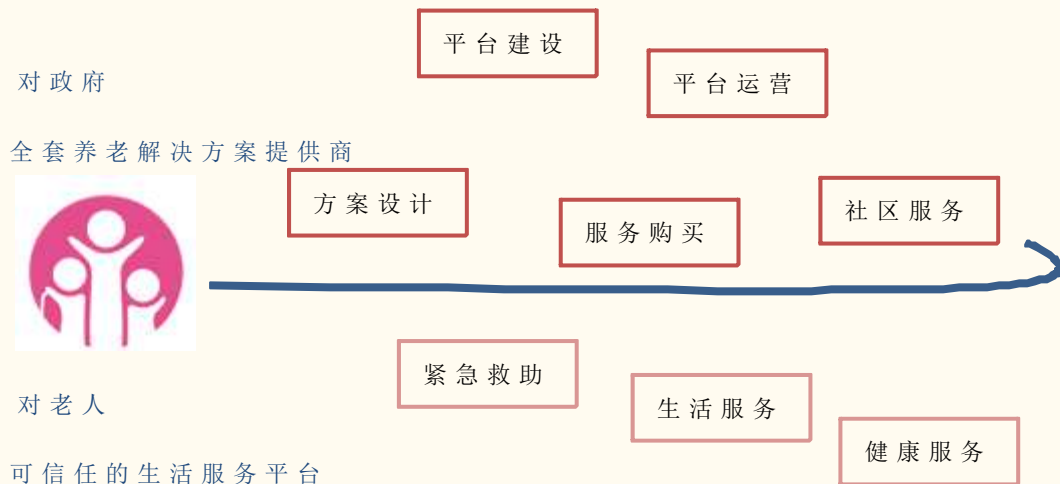 平台建设
对政府
平台运营
全套养老解决方案提供商
方案设计
服务购买
社区服务
紧急救助
对老人
生活服务
健康服务
可信任的生活服务平台